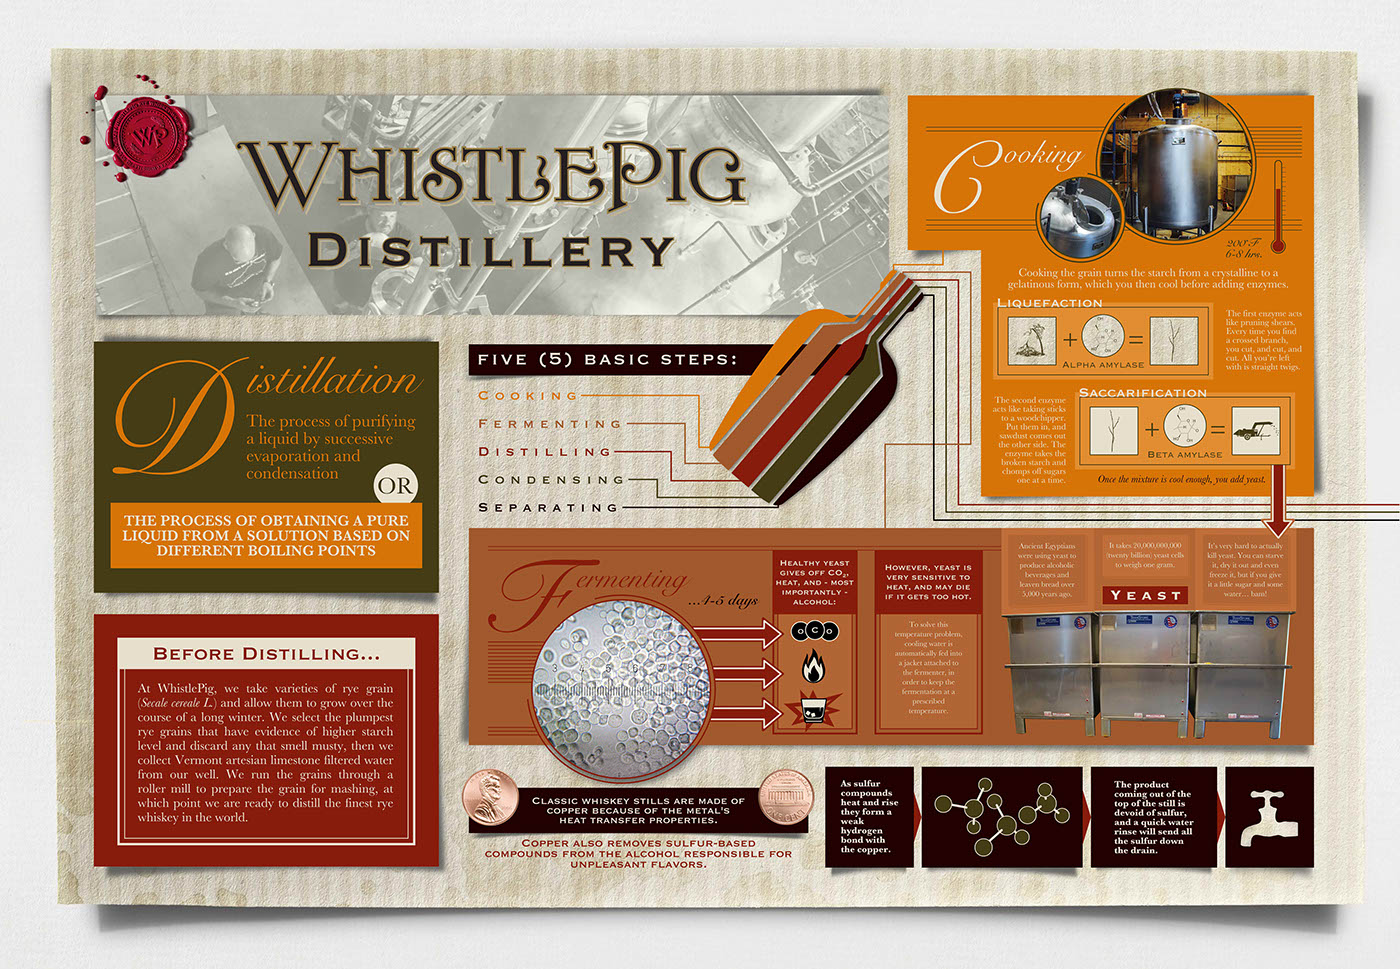 WP
WHISTLEPIG
DISTILLERY
Distillation
The process of purifying
a liquid by successive
evaporation and
condensation
OR
THE PROCESS OF OBTAINING A PURE
LIQUID FROM A SOLUTION BASED ON
DIFFERENT BOILING POINTS
BEFORE DISTILLING...
At WhistlePig, we take varieties of rye grain
(Secale cereale L.) and allow them to grow over the
course of a long winter. We select the plumpest
rye grains that have evidence of higher starch
level and discard any that smell musty, then we
collect Vermont artesian limestone filtered water
from our well. We run the grains through a
roller mill to prepare the grain for mashing, at
which point we are ready to distill the finest rye
whiskey in the world.
FIVE (5) BASIC STEPS:
COOKING
FERMENTING
DISTILLING
CONDENSING
SEPARATING
Cooking
200°F
6-8 hrs.
Cooking the grain turns the starch from a crystalline to a
gelatinous form, which you then cool before adding enzymes.
LIQUEFACTION
+ =
ALPHA AMYLASE
The first enzyme acts
like pruning shears.
Every time you find
a crossed branch,
you cut, and cut, and
cut. All you're left
with is straight twigs.
SACCARIFICATION
+ =
BETA AMYLASE
The second enzyme
acts like taking sticks
to a woodchipper.
Put them in, and
sawdust comes out
the other side. The
enzyme takes the
broken starch and
chomps off sugars
one at a time.
Once the mixture is cool enough, you add yeast.
Fermenting
...4-5 days
3 4 5 6 7 8
HEALTHY YEAST
GIVES OFF CO2,
HEAT, AND - MOST
IMPORTANTLY -
ALCOHOL:
O C O
HOWEVER, YEAST IS
VERY SENSITIVE TO
HEAT, AND MAY DIE
IF IT GETS TOO HOT.
To solve this
temperature problem,
cooling water is
automatically fed into
a jacket attached to
the fermenter, in
order to keep the
fermentation at a
prescribed
temperature.
Ancient Egyptians
were using yeast to
produce alcoholic
beverages and
leaven bread over
5,000 years ago.
It takes 20,000,000,000
(twenty billion) yeast cells
to weigh one gram.
It's very hard to actually
kill yeast. You can starve
it, dry it out and even
freeze it, but if you give
it a little sugar and some
water... bam!
YEAST
CLASSIC WHISKEY STILLS ARE MADE OF
COPPER BECAUSE OF THE METAL'S
HEAT TRANSFER PROPERTIES.
COPPER ALSO REMOVES SULFUR-BASED
COMPOUNDS FROM THE ALCOHOL RESPONSIBLE FOR
UNPLEASANT FLAVORS.
As sulfur
compounds
heat and rise
they form a
weak
hydrogen
bond with
the copper.
The product
coming out of the
top of the still is
devoid of sulfur,
and a quick water
rinse will send all
the sulfur down
the drain.